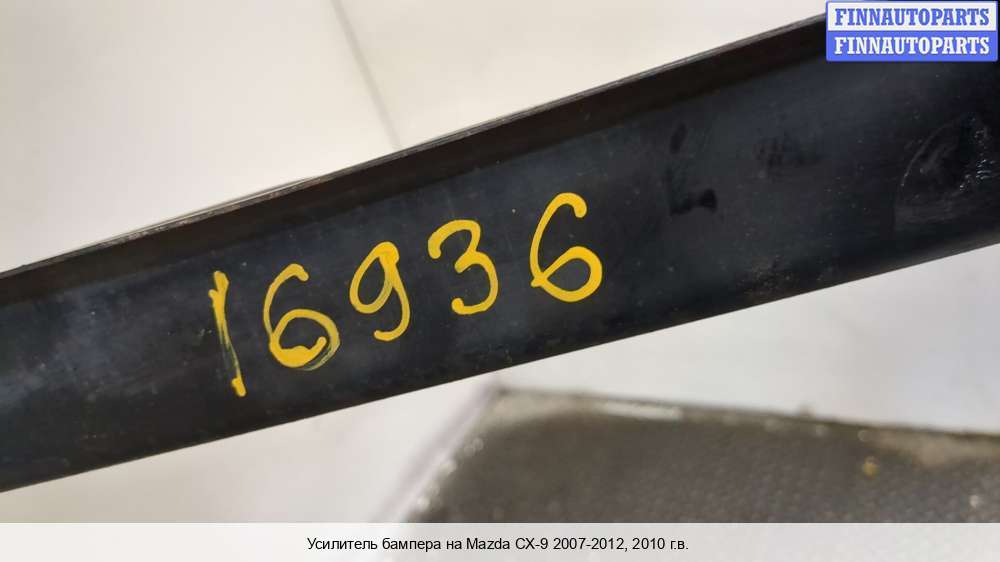 FINNAUTOPARTS
FINNAUTOPARTS
16936
Усилитель бампера на Mazda CX-9 2007-2012, 2010 г.в.